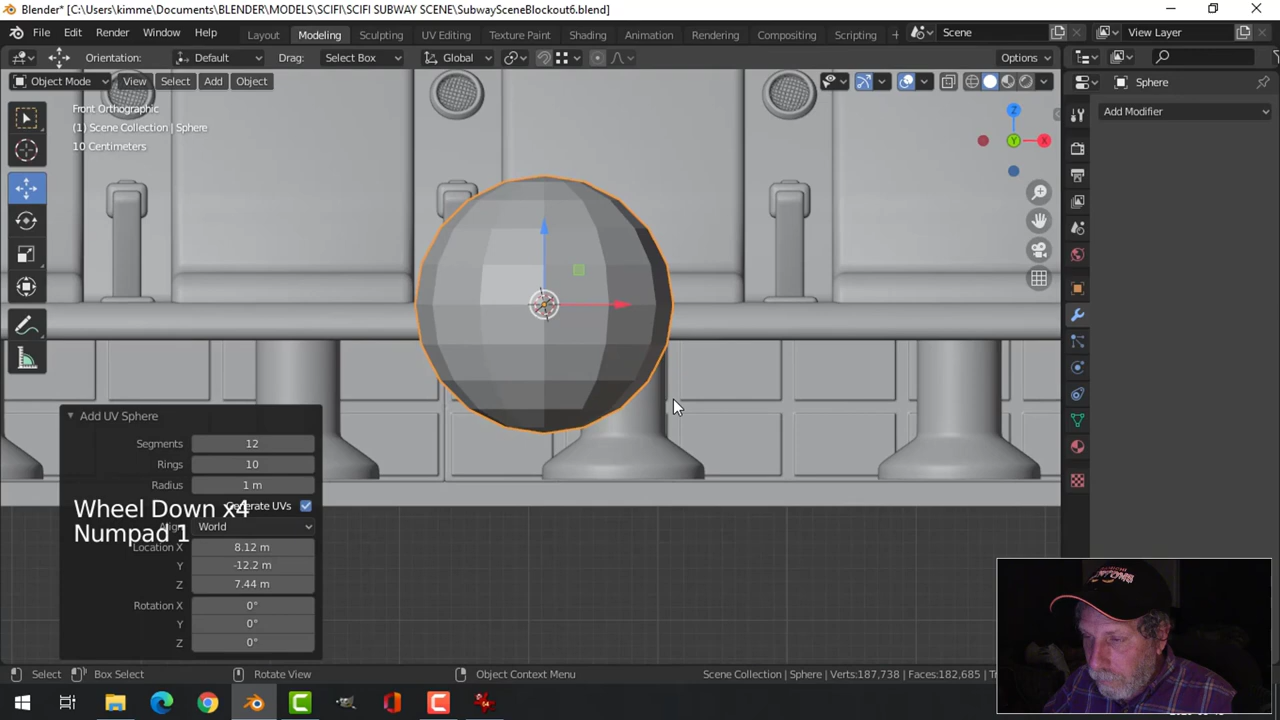 Blender* [C:\Users\kimme\Documents\BLENDER\MODELS\SCIFI\SCIFI SUBWAY SCENE\SubwaySceneBlockout6.blend]
File Edit Render Window Help Layout Modeling Sculpting UV Editing Texture Paint Shading Animation Rendering Compositing Scripting + Scene View Layer
Orientation: Default Drag: Select Box Global Options
Object Mode View Select Add Object Sphere
Front Orthographic
(1) Scene Collection | Sphere
10 Centimeters
Add Modifier
Z
X
Y
Add UV Sphere
Segments 12
Rings 10
Radius 1 m
Generate UVs
Wheel Down x4
World
Numpad 1
Location X 8.12 m
Y -12.2 m
Z 7.44 m
Rotation X 0°
Y 0°
Z 0°
Select Box Select Rotate View Object Context Menu Scene Collection | Sphere | Verts:187,738 | Faces:182,685 | Tr